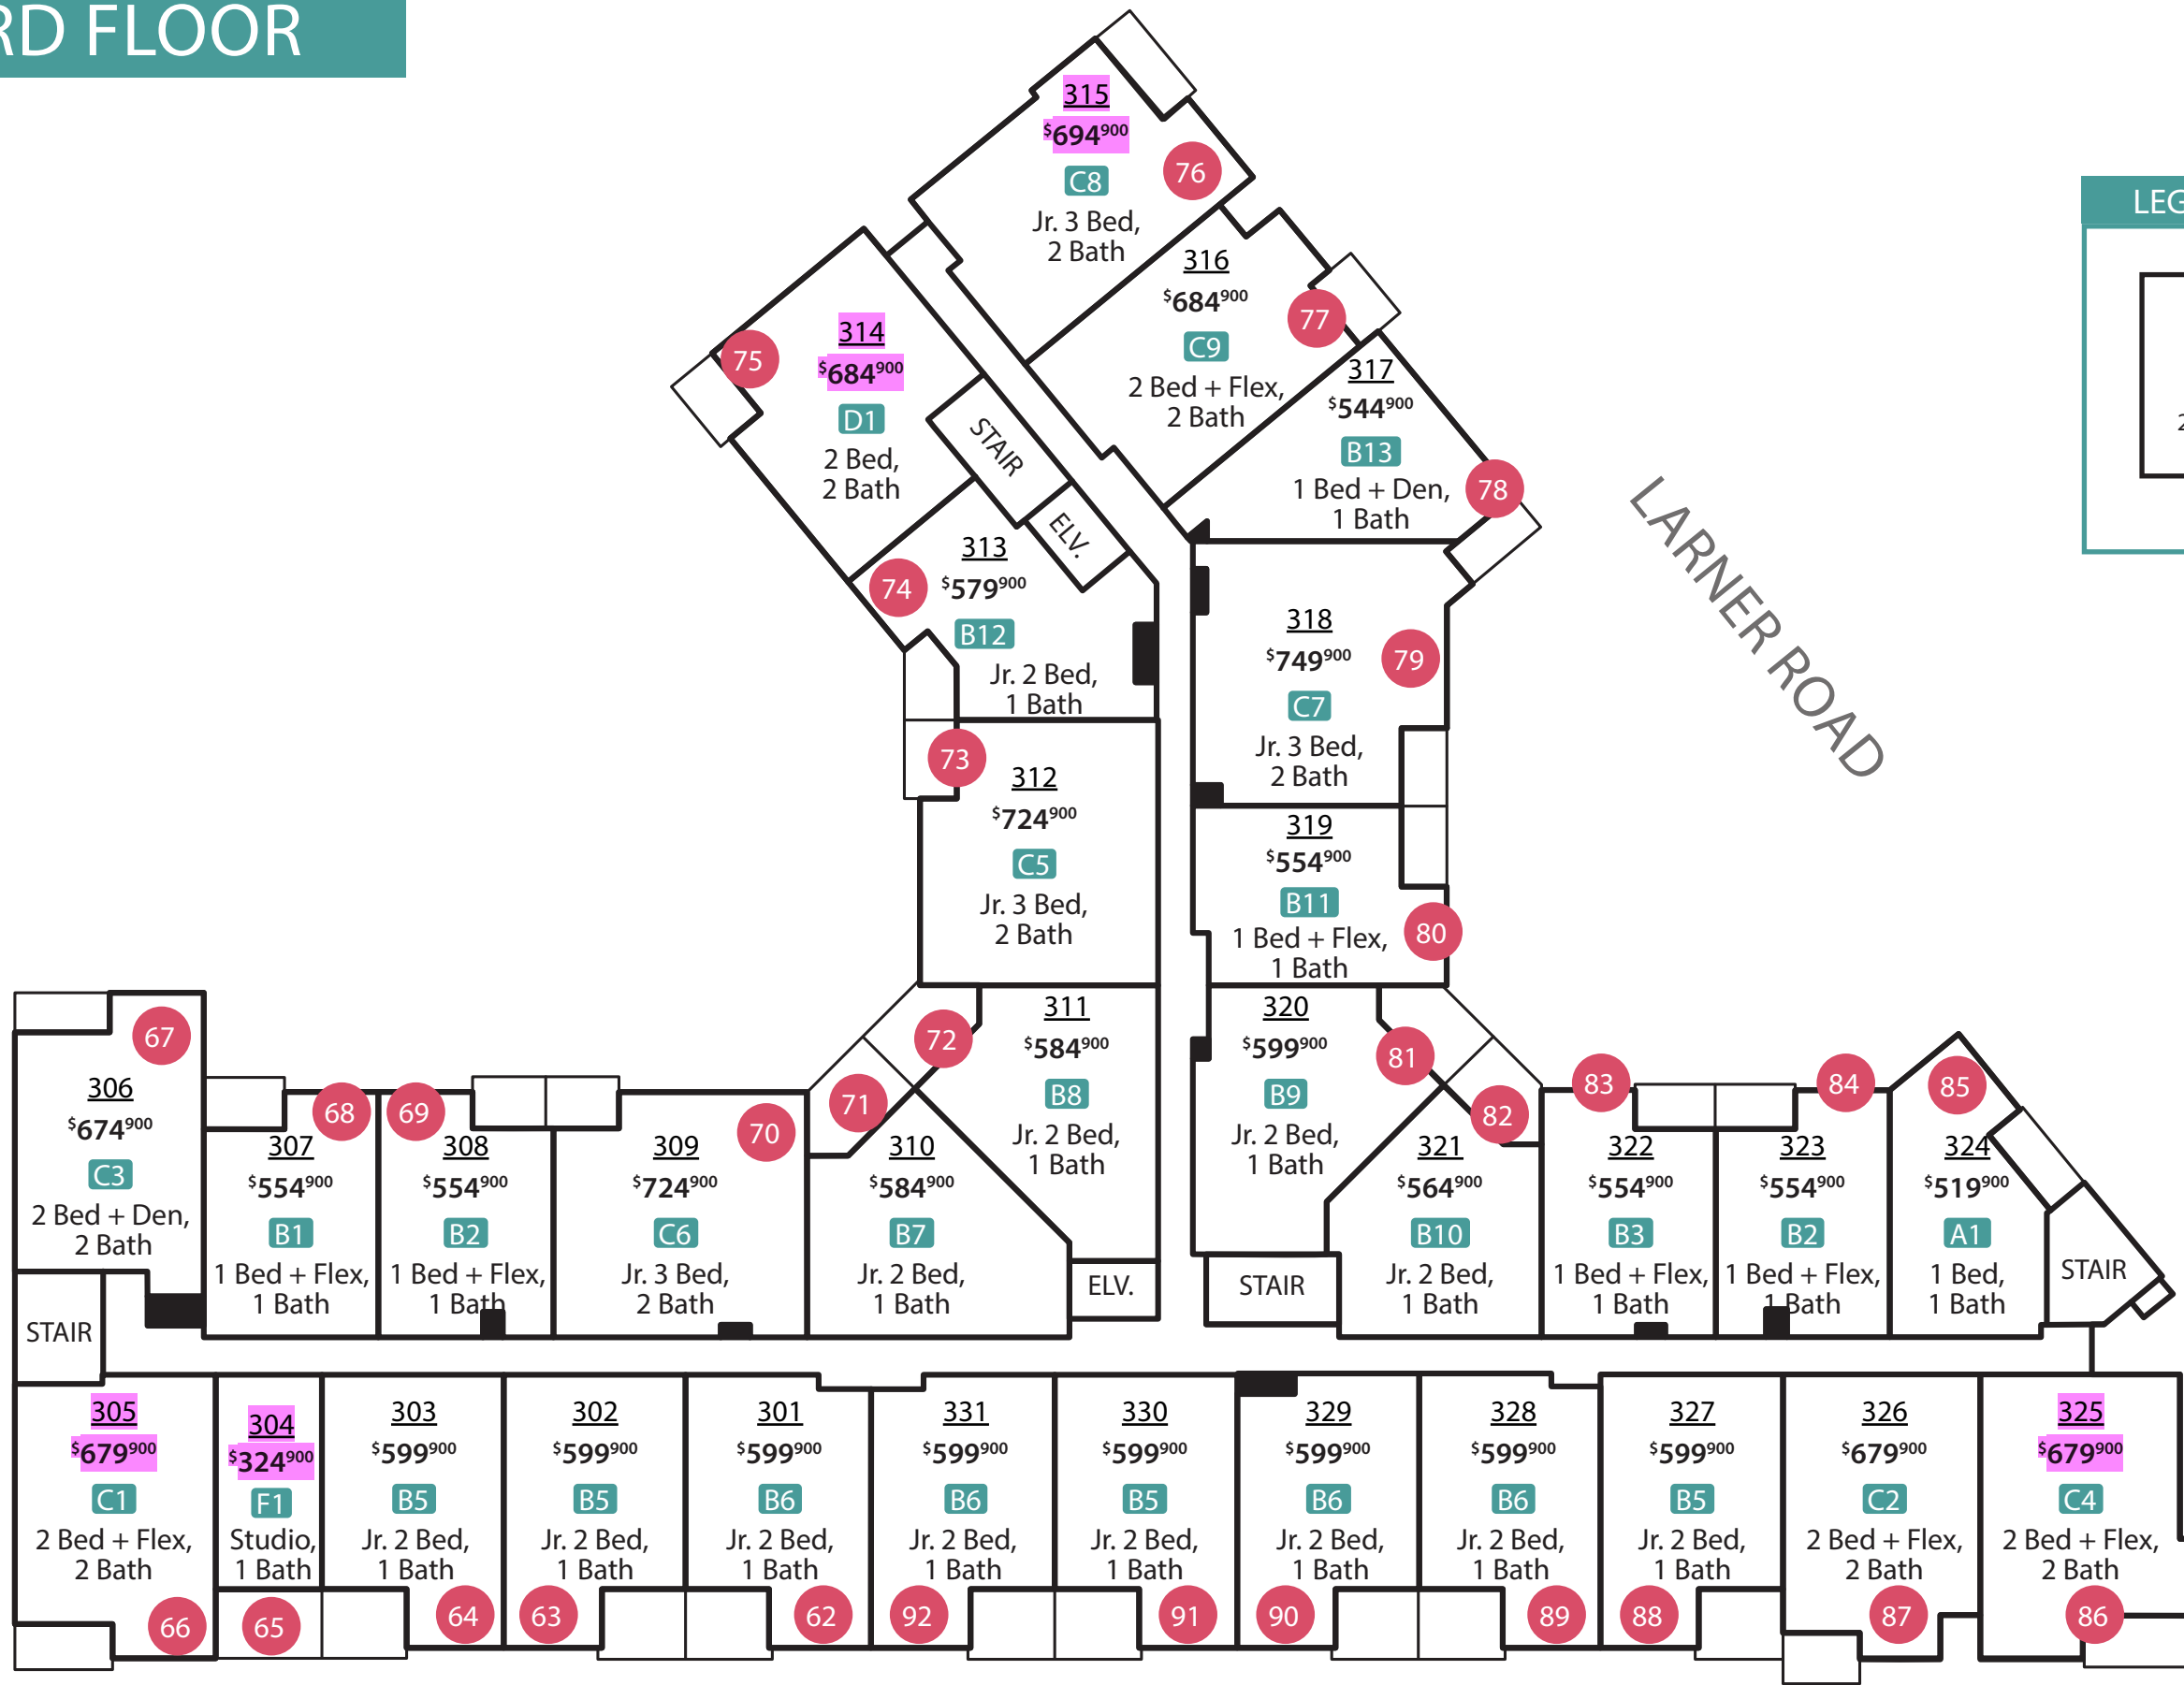 RD FLOOR
LEG
2
315
$694900
C8
Jr. 3 Bed,
2 Bath
76
316
$684900
C9
2 Bed + Flex,
2 Bath
77
314
$684900
D1
2 Bed,
2 Bath
75
317
$544900
B13
1 Bed + Den,
1 Bath
78
STAIR
ELV.
313
$579900
B12
Jr. 2 Bed,
1 Bath
74
318
$749900
C7
Jr. 3 Bed,
2 Bath
79
LARNER ROAD
73
312
$724900
C5
Jr. 3 Bed,
2 Bath
319
$554900
B11
1 Bed + Flex,
1 Bath
80
67
306
$674900
C3
2 Bed + Den,
2 Bath
68
307
$554900
B1
1 Bed + Flex,
1 Bath
69
308
$554900
B2
1 Bed + Flex,
1 Bath
70
309
$724900
C6
Jr. 3 Bed,
2 Bath
71
310
$584900
B7
Jr. 2 Bed,
1 Bath
72
311
$584900
B8
Jr. 2 Bed,
1 Bath
ELV.
320
$599900
B9
Jr. 2 Bed,
1 Bath
81
STAIR
82
321
$564900
B10
Jr. 2 Bed,
1 Bath
83
322
$554900
B3
1 Bed + Flex,
1 Bath
84
323
$554900
B2
1 Bed + Flex,
1 Bath
85
324
$519900
A1
1 Bed,
1 Bath
STAIR
STAIR
305
$679900
C1
2 Bed + Flex,
2 Bath
66
304
$324900
F1
Studio,
1 Bath
65
303
$599900
B5
Jr. 2 Bed,
1 Bath
64
302
$599900
B5
Jr. 2 Bed,
1 Bath
63
301
$599900
B6
Jr. 2 Bed,
1 Bath
62
331
$599900
B6
Jr. 2 Bed,
1 Bath
92
330
$599900
B5
Jr. 2 Bed,
1 Bath
91
329
$599900
B6
Jr. 2 Bed,
1 Bath
90
328
$599900
B6
Jr. 2 Bed,
1 Bath
89
327
$599900
B5
Jr. 2 Bed,
1 Bath
88
326
$679900
C2
2 Bed + Flex,
2 Bath
87
325
$679900
C4
2 Bed + Flex,
2 Bath
86